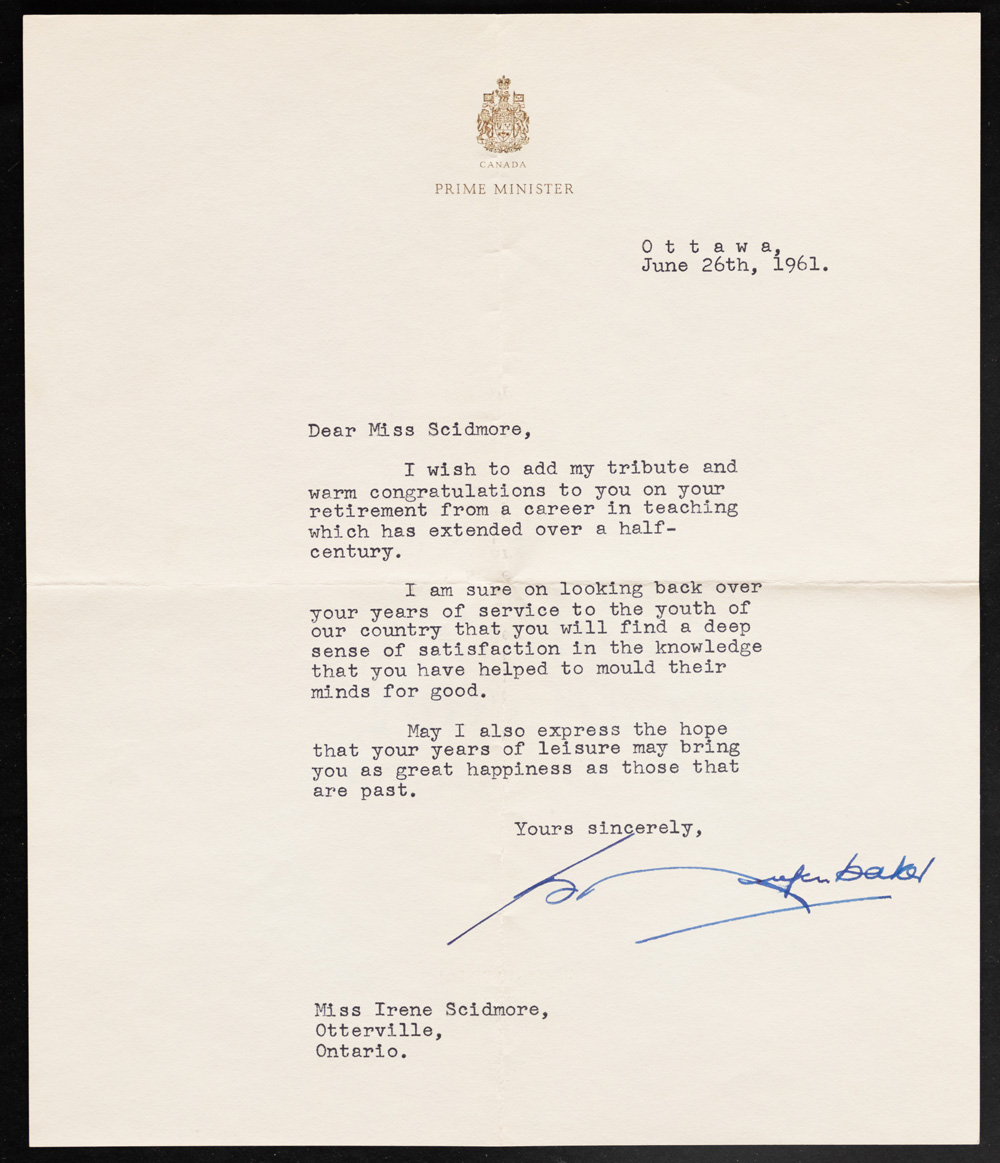 CANADA
PRIME MINISTER
O t t a w a,
June 26th, 1961.
Dear Miss Scidmore,
I wish to add my tribute and
warm congratulations to you on your
retirement from a career in teaching
which has extended over a half-
century.
I am sure on looking back over
your years of service to the youth of
our country that you will find a deep
sense of satisfaction in the knowledge
that you have helped to mould their
minds for good.
May I also express the hope
that your years of leisure may bring
you as great happiness as those that
are past.
Yours sincerely,
Miss Irene Scidmore,
Otterville,
Ontario.